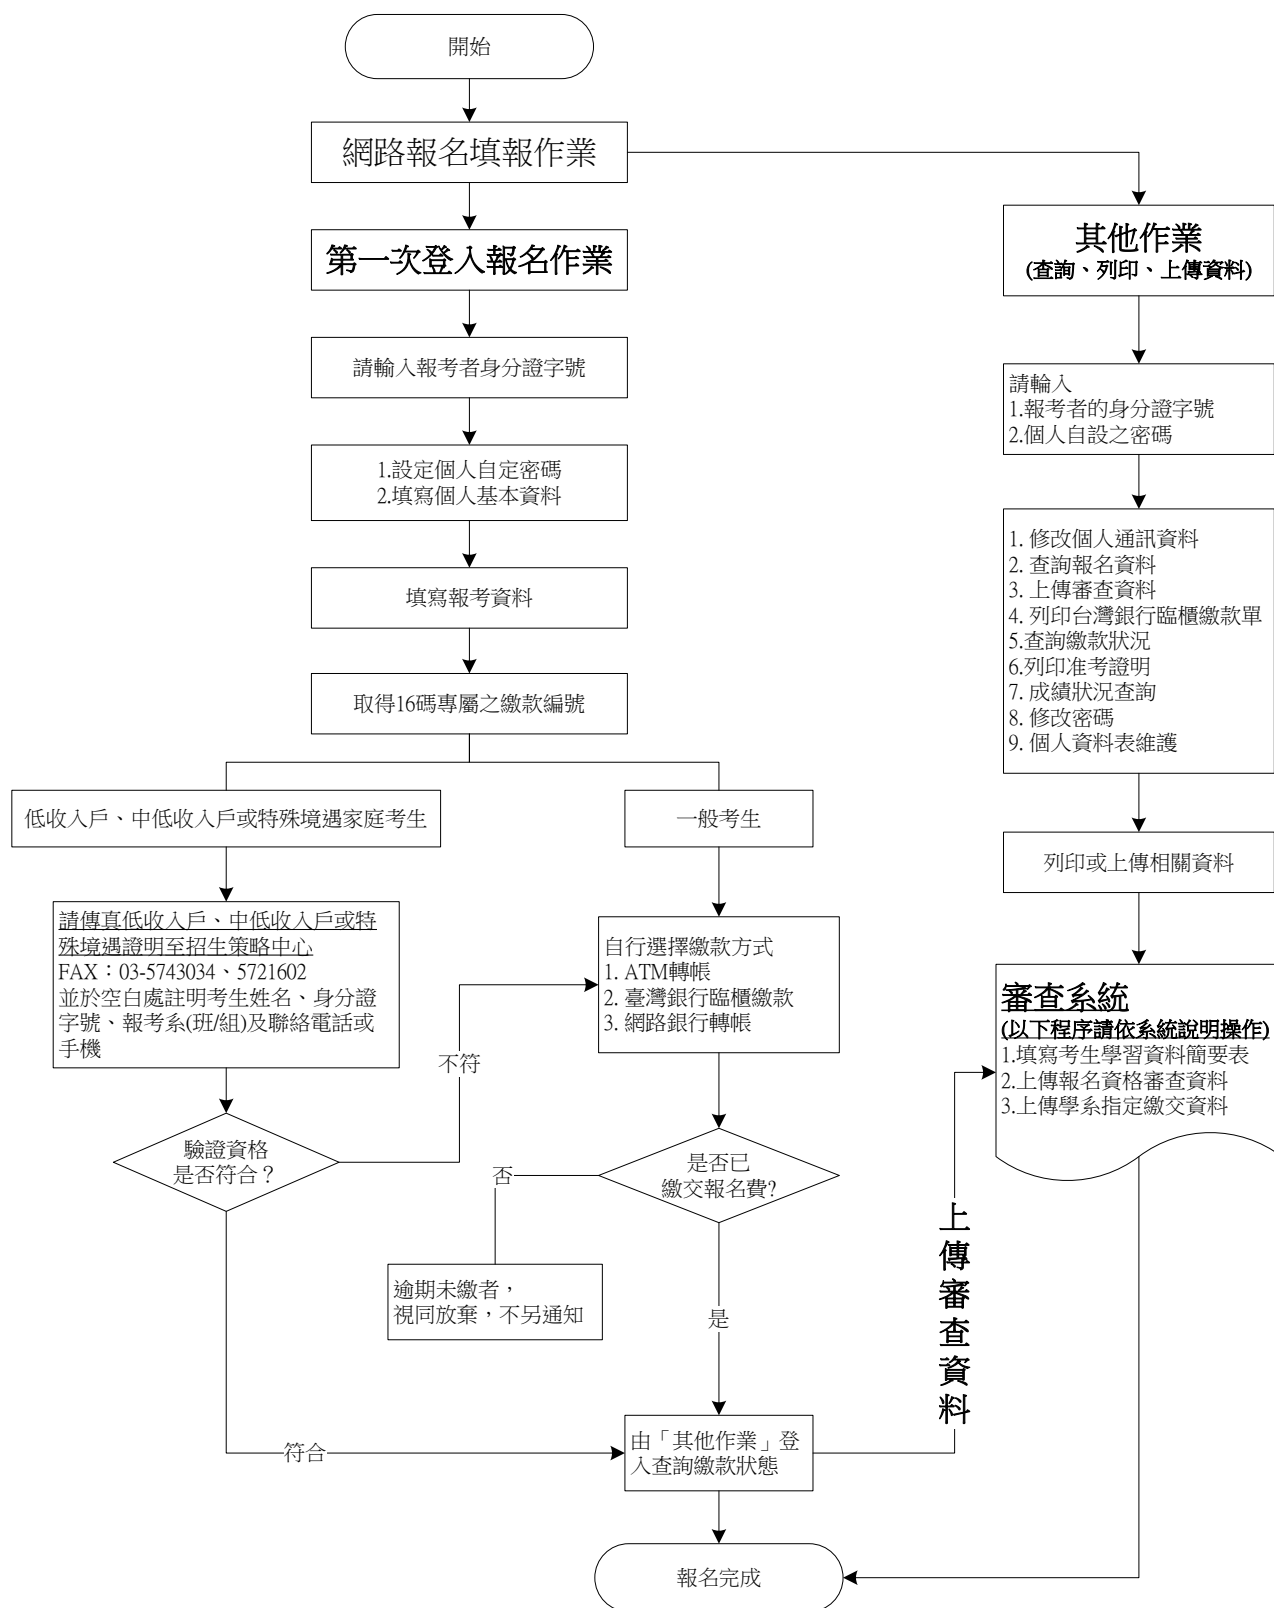 開始
網路報名填報作業
第一次登入報名作業
請輸入報考者身分證字號
1.設定個人自定密碼
2.填寫個人基本資料
填寫報考資料
取得16碼專屬之繳款編號
低收入戶、中低收入戶或特殊境遇家庭考生
一般考生
請傳真低收入戶、中低收入戶或特
殊境遇證明至招生策略中心
FAX：03-5743034、5721602
並於空白處註明考生姓名、身分證
字號、報考系(班/組)及聯絡電話或
手機
自行選擇繳款方式
1. ATM轉帳
2. 臺灣銀行臨櫃繳款
3. 網路銀行轉帳
不符
驗證資格
是否符合？
是否已
繳交報名費?
否
逾期未繳者，
視同放棄，不另通知
是
符合
由「其他作業」登
入查詢繳款狀態
上傳審查資料
報名完成
其他作業
(查詢、列印、上傳資料)
請輸入
1.報考者的身分證字號
2.個人自設之密碼
1. 修改個人通訊資料
2. 查詢報名資料
3. 上傳審查資料
4. 列印台灣銀行臨櫃繳款單
5.查詢繳款狀況
6.列印准考證明
7. 成績狀況查詢
8. 修改密碼
9. 個人資料表維護
列印或上傳相關資料
審查系統
(以下程序請依系統說明操作)
1.填寫考生學習資料簡要表
2.上傳報名資格審查資料
3.上傳學系指定繳交資料